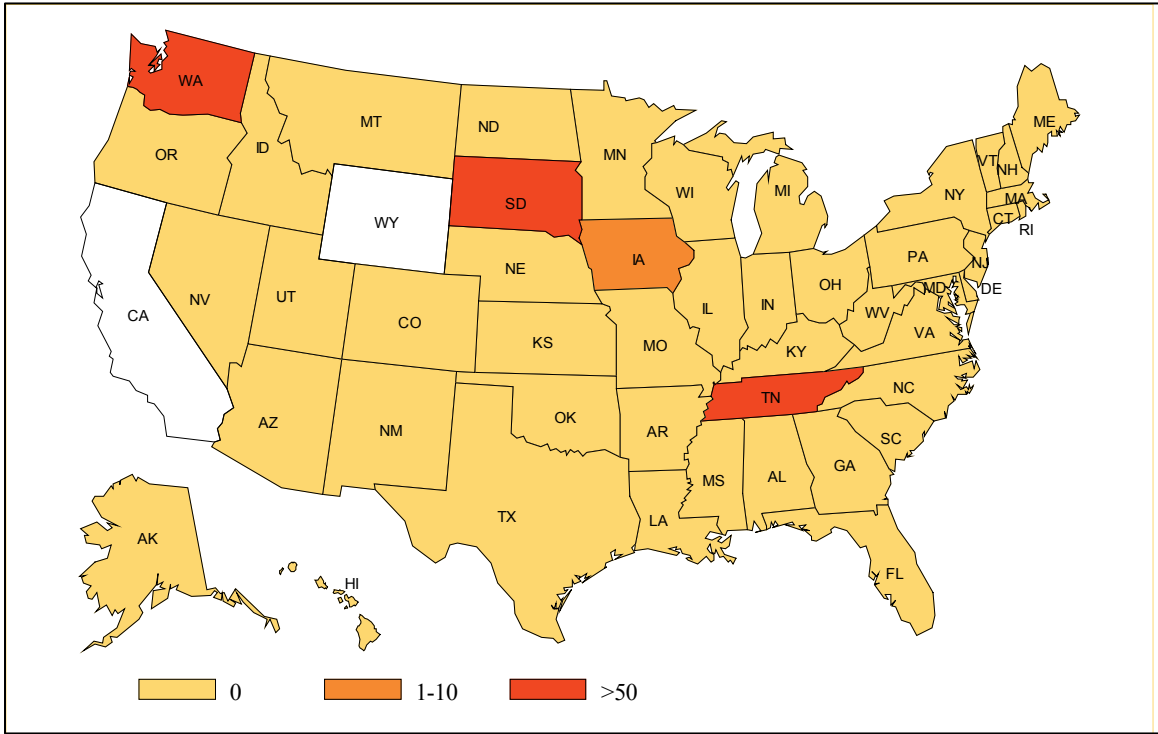 WA
MT
ND
MN
ME
OR
ID
VT
NH
WI
MI
NY
MA
SD
WY
CT
RI
IA
PA
NJ
NE
OH
MD
DE
NV
UT
IL
IN
WV
CA
CO
VA
KS
MO
KY
NC
TN
AZ
NM
OK
AR
SC
GA
MS
AL
TX
LA
AK
FL
HI
0
1-10
>50